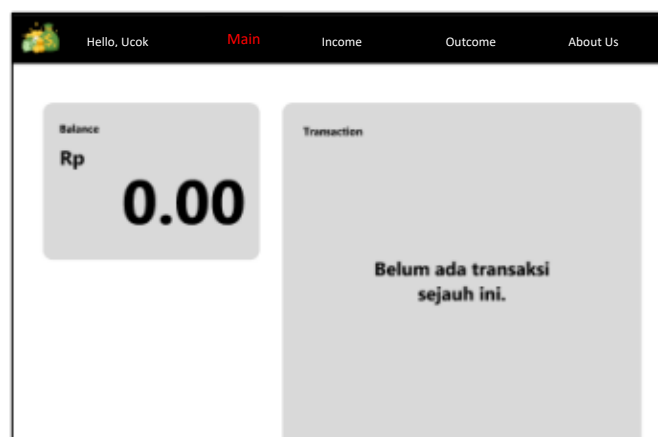 Hello, Ucok Main Income Outcome About Us
Balance
Rp
0.00
Transaction
Belum ada transaksi
sejauh ini.